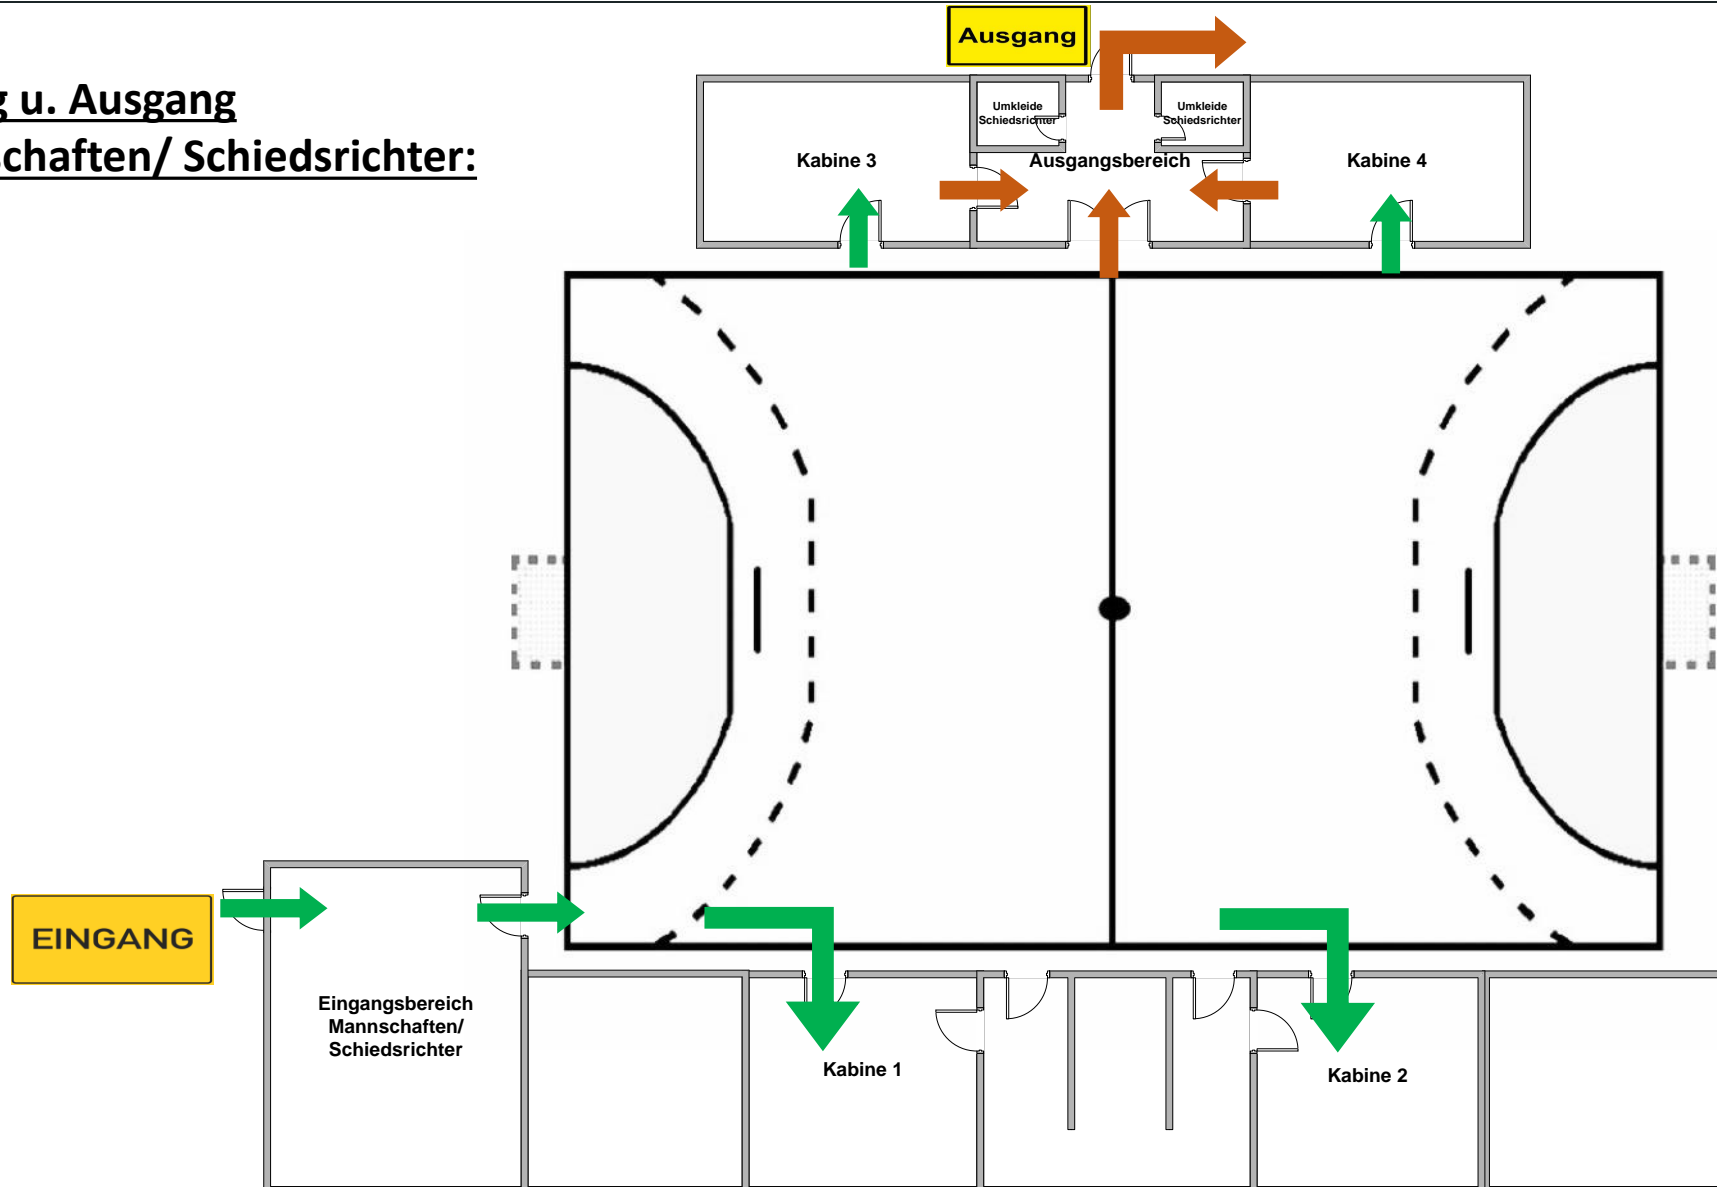 g u. Ausgang
schaften/ Schiedsrichter:
Ausgang
Umkleide
Schiedsrichter
Umkleide
Schiedsrichter
Kabine 3
Ausgangsbereich
Kabine 4
EINGANG
Eingangsbereich
Mannschaften/
Schiedsrichter
Kabine 1
Kabine 2